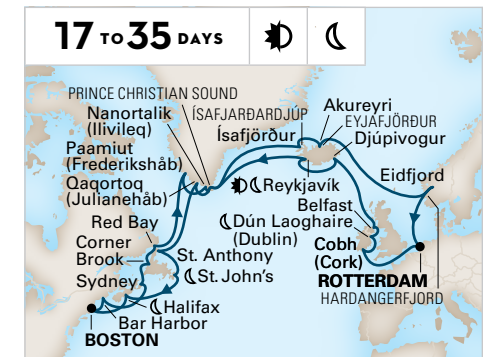 17 TO 35 DAYS
PRINCE CHRISTIAN SOUND
Nanortalik
(Ilivileq)
ÍSAFJARÐARDJÚP
Akureyri
EYJAFJÖRÐUR
Ísafjörður
Djúpivogur
Paamiut
(Frederikshåb)
Qaqortoq
(Julianehåb)
Reykjavík
Eidfjord
Belfast
Red Bay
Dún Laoghaire
(Dublin)
Corner
Brook
St. Anthony
Cobh
(Cork)
Sydney
St. John's
ROTTERDAM
HARDANGERFJORD
Halifax
Bar Harbor
BOSTON